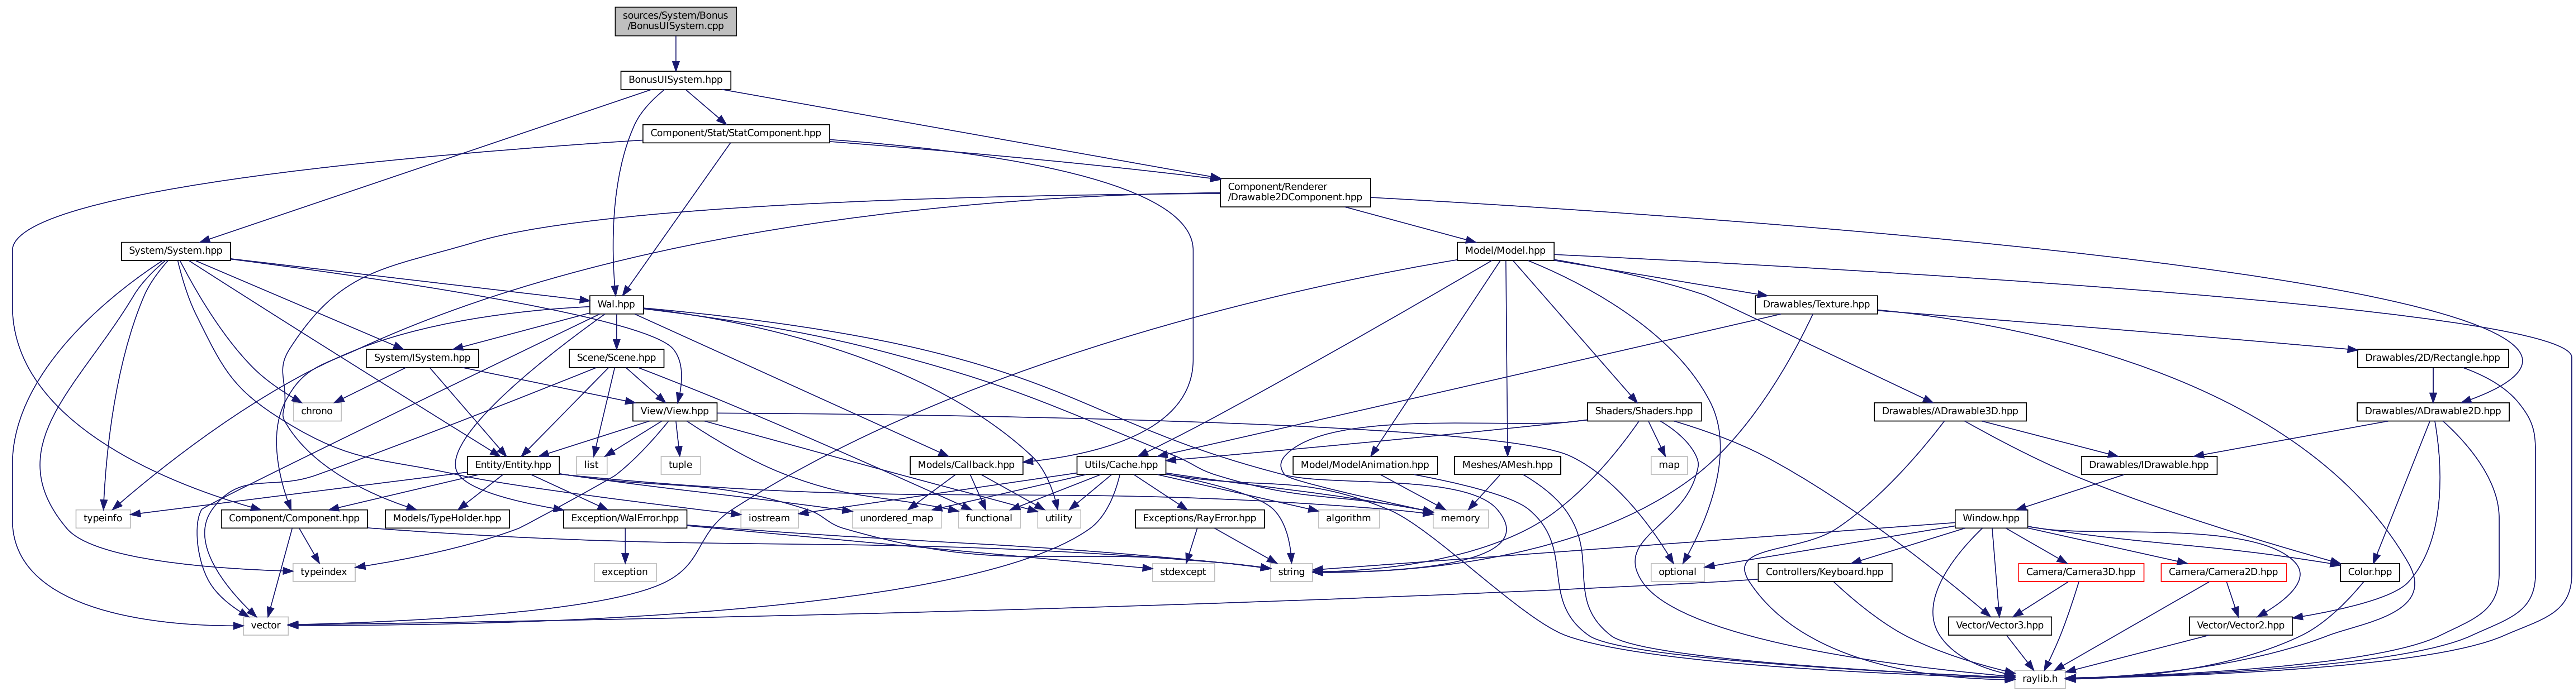 sources/System/Bonus
/BonusUISystem.cpp
BonusUISystem.hpp
Component/Stat/StatComponent.hpp
Component/Renderer
/Drawable2DComponent.hpp
System/System.hpp
Model/Model.hpp
Wal.hpp
Drawables/Texture.hpp
System/ISystem.hpp
Scene/Scene.hpp
Drawables/2D/Rectangle.hpp
chrono
View/View.hpp
Shaders/Shaders.hpp
Drawables/ADrawable3D.hpp
Drawables/ADrawable2D.hpp
Entity/Entity.hpp
list
tuple
Models/Callback.hpp
Utils/Cache.hpp
Model/ModelAnimation.hpp
Meshes/AMesh.hpp
map
Drawables/IDrawable.hpp
typeinfo
Component/Component.hpp
Models/TypeHolder.hpp
Exception/WalError.hpp
iostream
unordered_map
functional
utility
Exceptions/RayError.hpp
algorithm
memory
Window.hpp
typeindex
exception
stdexcept
string
optional
Controllers/Keyboard.hpp
Camera/Camera3D.hpp
Camera/Camera2D.hpp
Color.hpp
vector
Vector/Vector3.hpp
Vector/Vector2.hpp
raylib.h